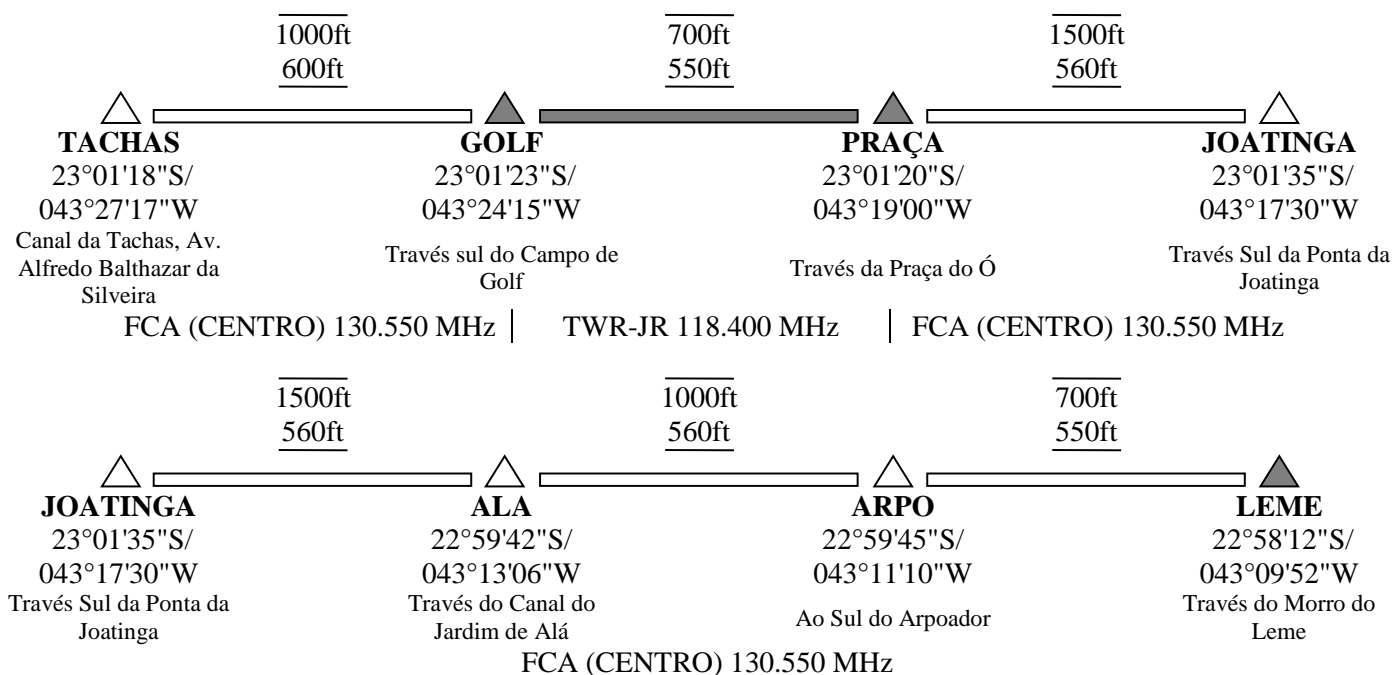 1000ft 700ft 1500ft
600ft 550ft 560ft
TACHAS GOLF PRAÇA JOATINGA
23°01'18"S/ 23°01'23"S/ 23°01'20"S/ 23°01'35"S/
043°27'17"W 043°24'15"W 043°19'00"W 043°17'30"W
Canal da Tachas, Av.
Alfredo Balthazar da
Silveira
Través sul do Campo de
Golf
Través da Praça do Ó
Través Sul da Ponta da
Joatinga
FCA (CENTRO) 130.550 MHz TWR-JR 118.400 MHz FCA (CENTRO) 130.550 MHz
1500ft 1000ft 700ft
560ft 560ft 550ft
JOATINGA ALA ARPO LEME
23°01'35"S/ 22°59'42"S/ 22°59'45"S/ 22°58'12"S/
043°17'30"W 043°13'06"W 043°11'10"W 043°09'52"W
Través Sul da Ponta da
Joatinga
Través do Canal do
Jardim de Alá
Ao Sul do Arpoador
Través do Morro do
Leme
FCA (CENTRO) 130.550 MHz